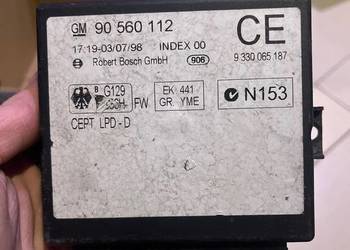 GM 90 560 112
CE
17:19-03/07/98 INDEX 00
9 330 065 187
Robert Bosch GmbH 906
B G129
FW
EK 441
GR YME
N153
CEPT LPD - D